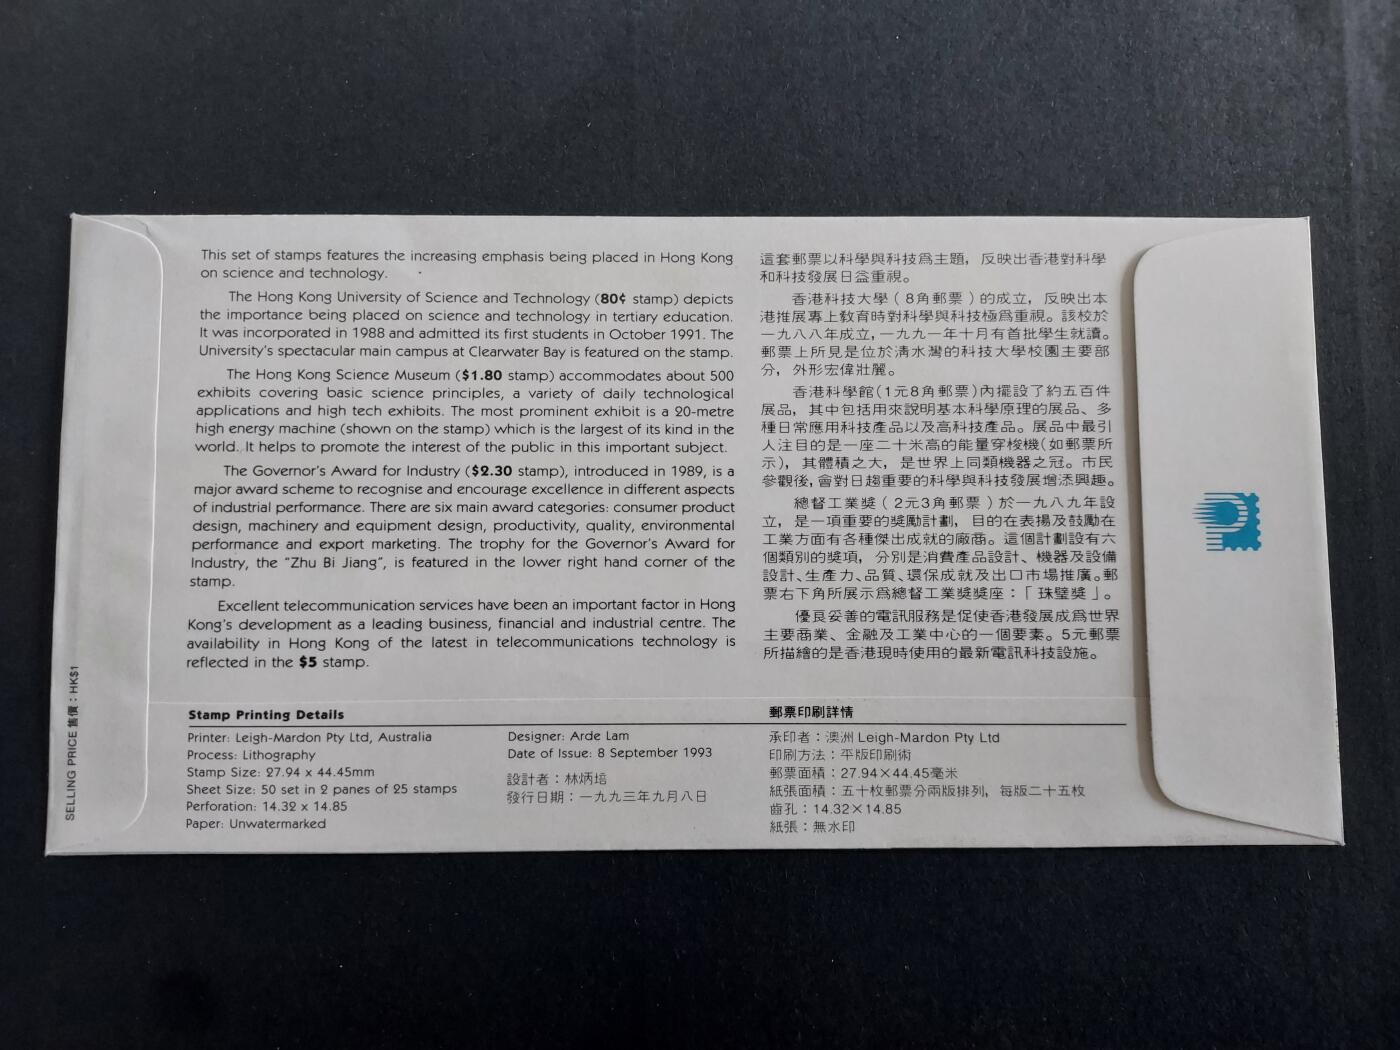 This set of stamps features the increasing emphasis being placed in Hong Kong
on science and technology.
The Hong Kong University of Science and Technology (80¢ stamp) depicts
the importance being placed on science and technology in tertiary education.
It was incorporated in 1988 and admitted its first students in October 1991. The
University's spectacular main campus at Clearwater Bay is featured on the stamp.
The Hong Kong Science Museum ($1.80 stamp) accommodates about 500
exhibits covering basic science principles, a variety of daily technological
applications and high tech exhibits. The most prominent exhibit is a 20-metre
high energy machine (shown on the stamp) which is the largest of its kind in the
world. It helps to promote the interest of the public in this important subject.
The Governor's Award for Industry ($2.30 stamp), introduced in 1989, is a
major award scheme to recognise and encourage excellence in different aspects
of industrial performance. There are six main award categories: consumer product
design, machinery and equipment design, productivity, quality, environmental
performance and export marketing. The trophy for the Governor's Award for
Industry, the "Zhu Bi Jiang", is featured in the lower right hand corner of the
stamp.
Excellent telecommunication services have been an important factor in Hong
Kong's development as a leading business, financial and industrial centre. The
availability in Hong Kong of the latest in telecommunications technology is
reflected in the $5 stamp.
這套郵票以科學與科技爲主題，反映出香港對科學
和科技發展日益重視。
香港科技大學（8角郵票）的成立，反映出本
港推展專上教育時對科學與科技極爲重視。該校於
一九八八年成立，一九九一年十月有首批學生就讀。
郵票上所見是位於清水灣的科技大學校園主要部
分，外形宏偉壯麗。
香港科學館(1元8角郵票)內擺設了約五百件
展品，其中包括用來說明基本科學原理的展品、多
種日常應用科技產品以及高科技產品。展品中最引
人注目的是一座二十米高的能量穿梭機(如郵票所
示)，其體積之大，是世界上同類機器之冠。市民
參觀後，會對日趨重要的科學與科技發展增添興趣。
總督工業獎（2元3角郵票）於一九八九年設
立，是一項重要的獎勵計劃，目的在表揚及鼓勵在
工業方面有各種傑出成就的廠商。這個計劃設有六
個類別的獎項，分別是消費產品設計、機器及設備
設計、生產力、品質、環保成就及出口市場推廣。郵
票右下角所展示爲總督工業獎獎座：「珠璧獎」。
優良妥善的電訊服務是促使香港發展成爲世界
主要商業、金融及工業中心的一個要素。5元郵票
所描繪的是香港現時使用的最新電訊科技設施。
SELLING PRICE 售價：HK$1
Stamp Printing Details
Printer: Leigh-Mardon Pty Ltd, Australia
Process: Lithography
Stamp Size: 27.94 x 44.45mm
Sheet Size: 50 set in 2 panes of 25 stamps
Perforation: 14.32 x 14.85
Paper: Unwatermarked
Designer: Arde Lam
Date of Issue: 8 September 1993
設計者：林炳培
發行日期：一九九三年九月八日
郵票印刷詳情
承印者：澳洲 Leigh-Mardon Pty Ltd
印刷方法：平版印刷術
郵票面積：27.94×44.45毫米
紙張面積：五十枚郵票分兩版排列，每版二十五枚
齒孔：14.32×14.85
紙張：無水印